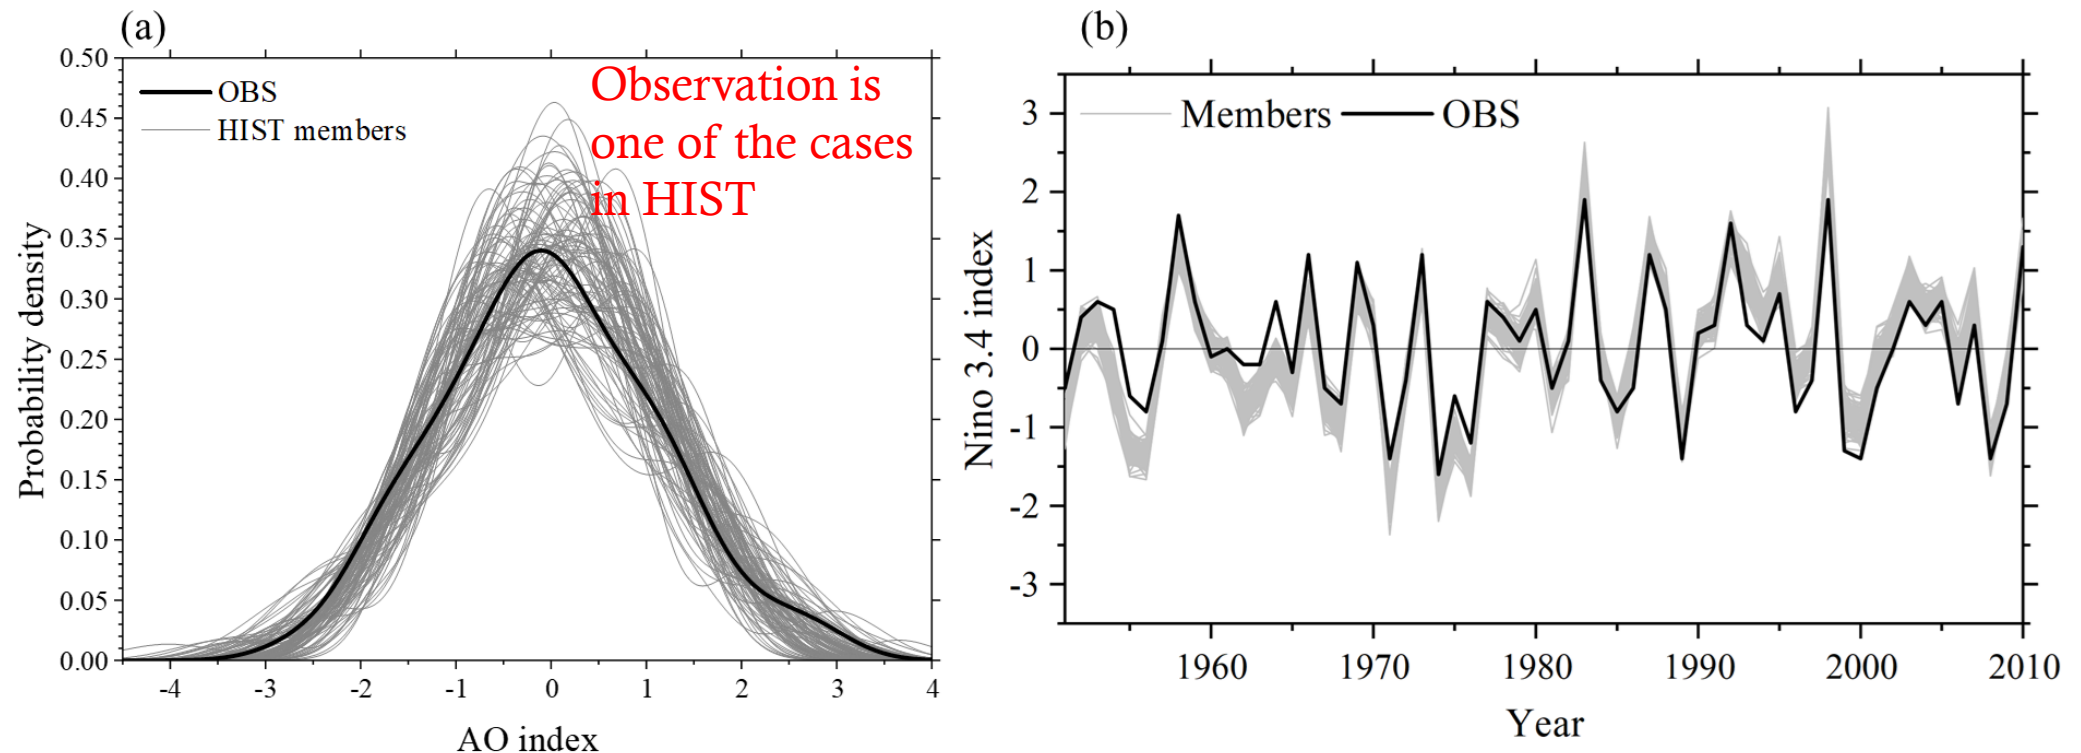 (a)
0.50
0.45
0.40
0.35
0.30
0.25
0.20
0.15
0.10
0.05
0.00
Probability density
OBS
HIST members
Observation is
one of the cases
in HIST
-4 -3 -2 -1 0 1 2 3 4
AO index
(b)
3
2
1
0
-1
-2
-3
Nino 3.4 index
Members OBS
1960 1970 1980 1990 2000 2010
Year